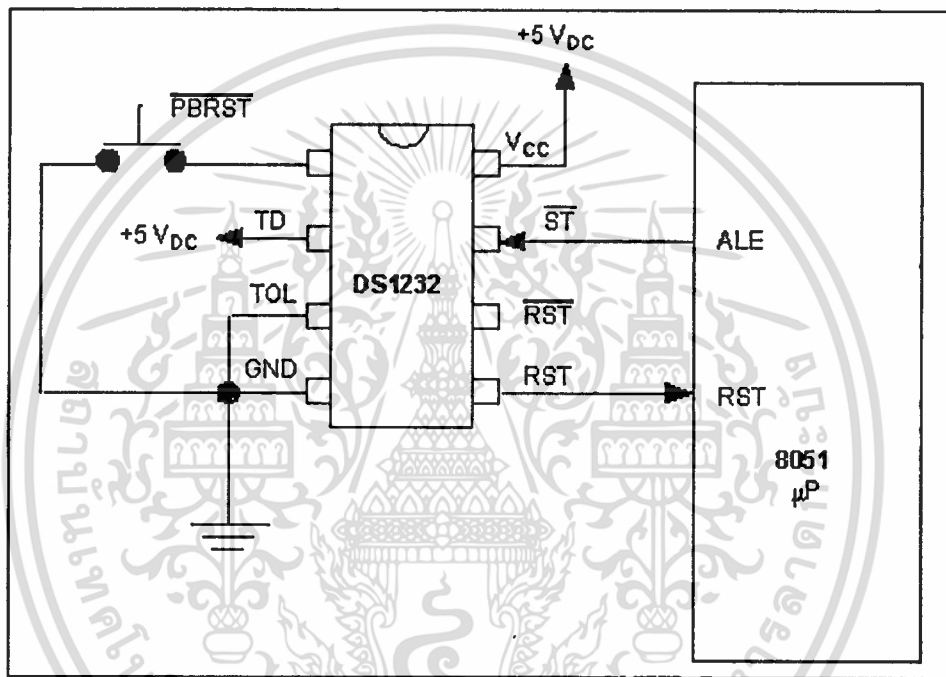 +5 VDC
PBRST
VCC
TD
+5 VDC
ST
ALE
TOL
DS1232
RST
GND
RST
RST
8051
µP